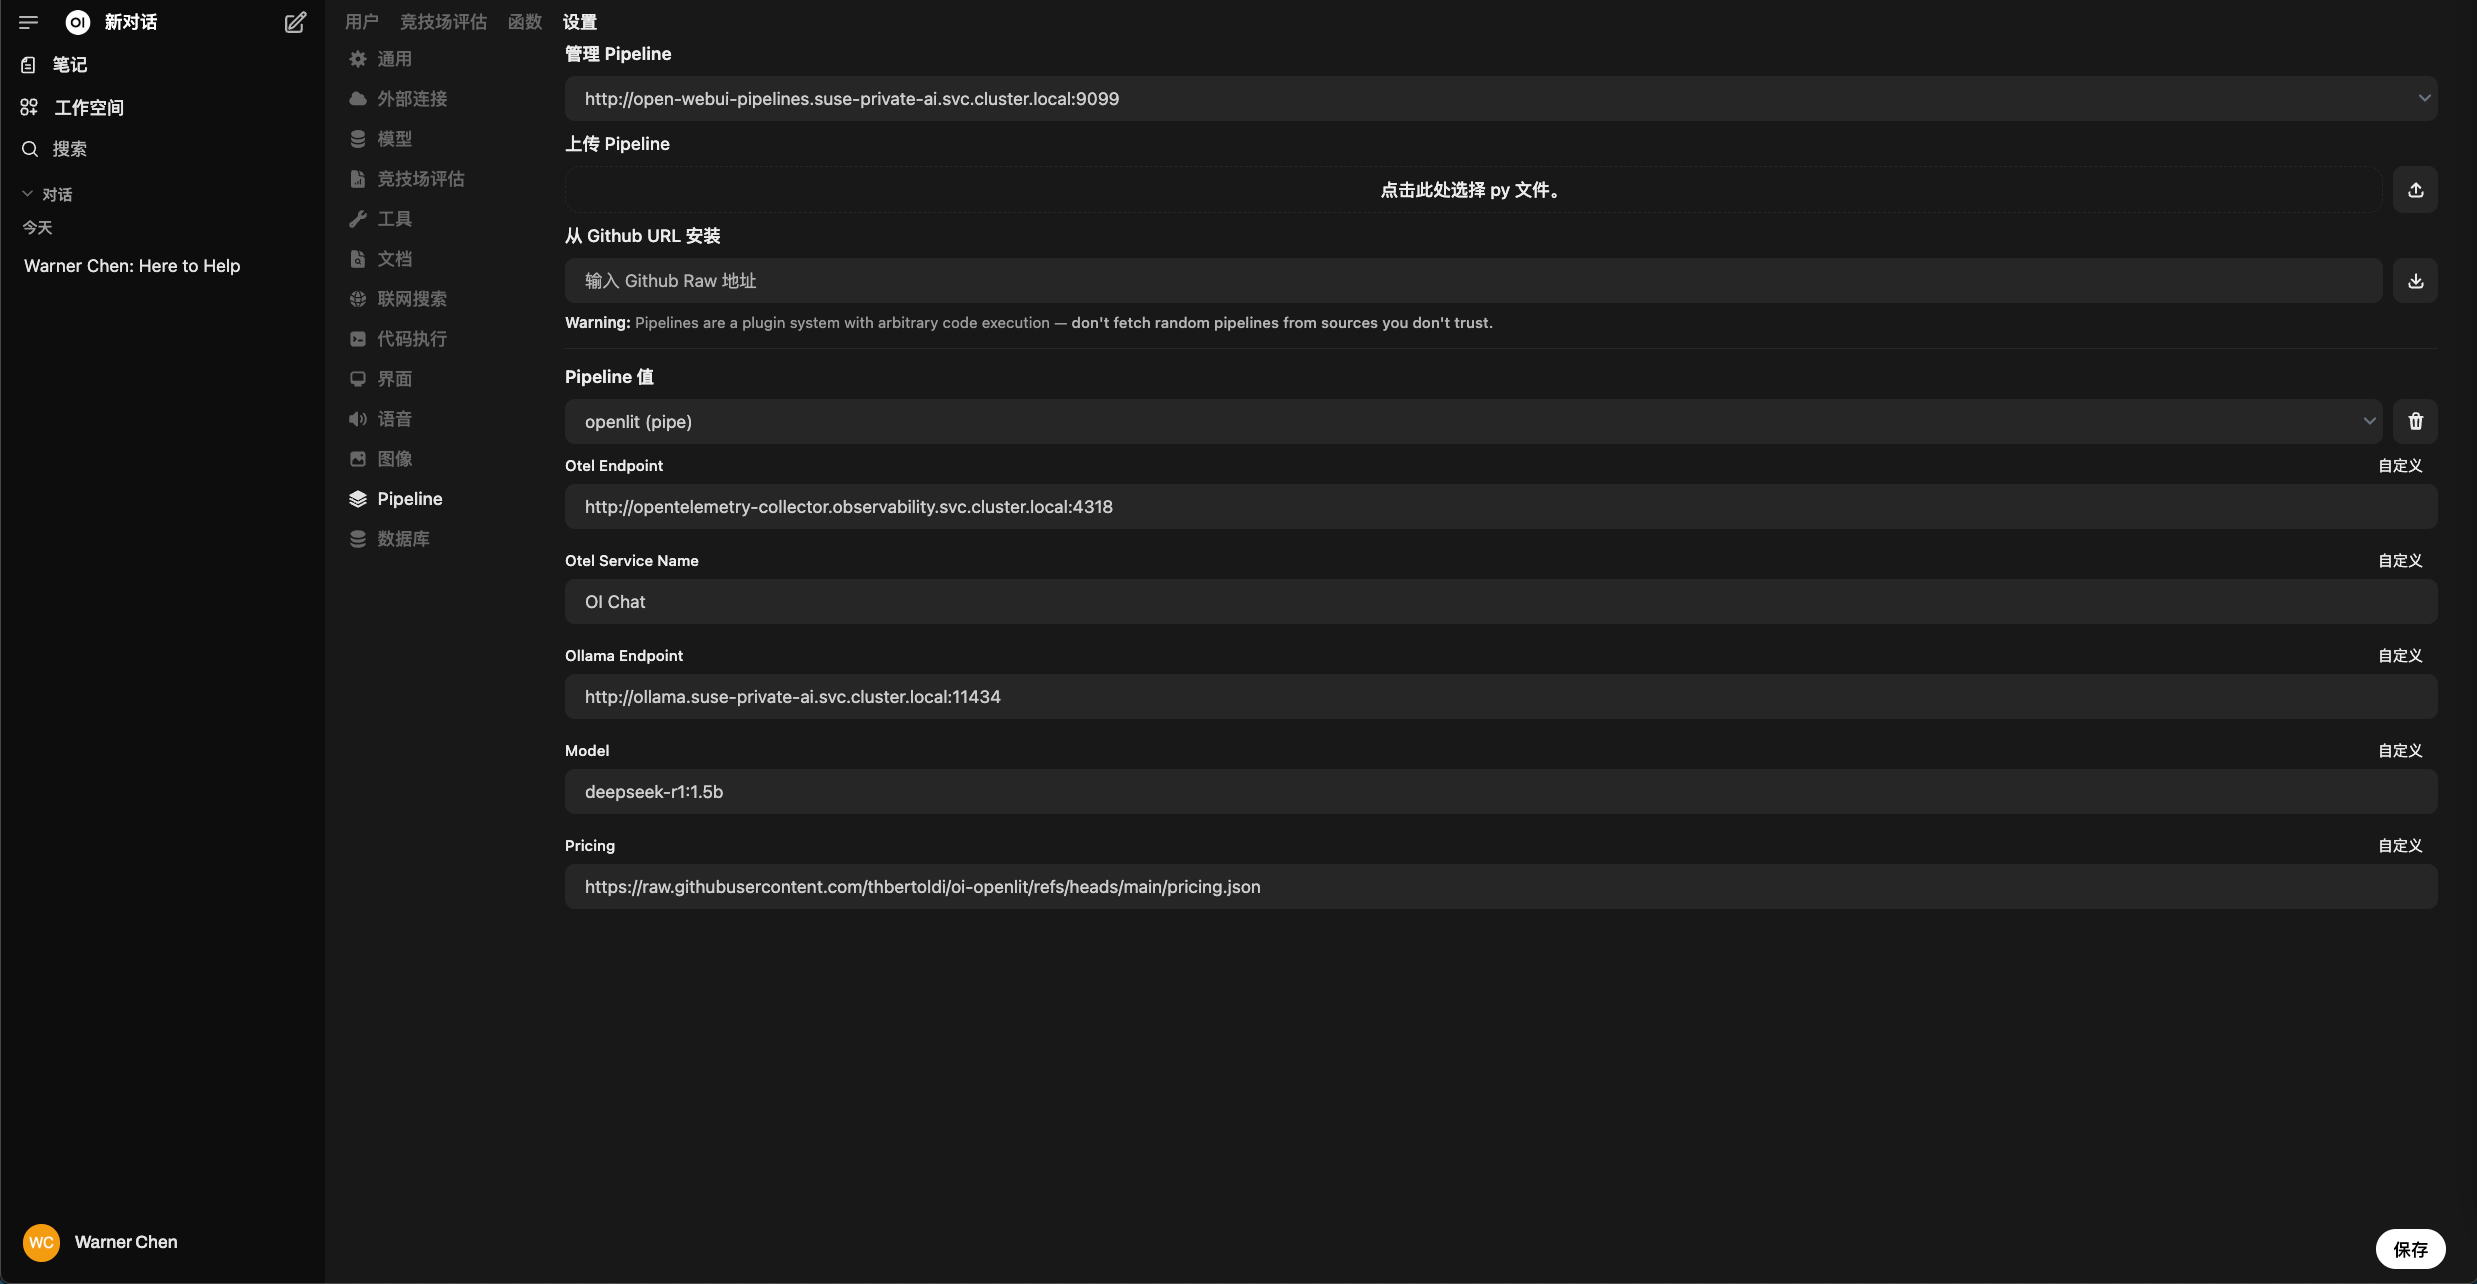 OI 新对话
笔记
工作空间
搜索
对话
今天
Warner Chen: Here to Help
WC Warner Chen
用户 竞技场评估 函数 设置
通用
外部连接
模型
竞技场评估
工具
文档
联网搜索
代码执行
界面
语音
图像
Pipeline
数据库
管理 Pipeline
http://open-webui-pipelines.suse-private-ai.svc.cluster.local:9099
上传 Pipeline
点击此处选择 py 文件。
从 Github URL 安装
输入 Github Raw 地址
Warning: Pipelines are a plugin system with arbitrary code execution — don't fetch random pipelines from sources you don't trust.
Pipeline 值
openlit (pipe)
Otel Endpoint 自定义
http://opentelemetry-collector.observability.svc.cluster.local:4318
Otel Service Name 自定义
OI Chat
Ollama Endpoint 自定义
http://ollama.suse-private-ai.svc.cluster.local:11434
Model 自定义
deepseek-r1:1.5b
Pricing 自定义
https://raw.githubusercontent.com/thbertoldi/oi-openlit/refs/heads/main/pricing.json
保存